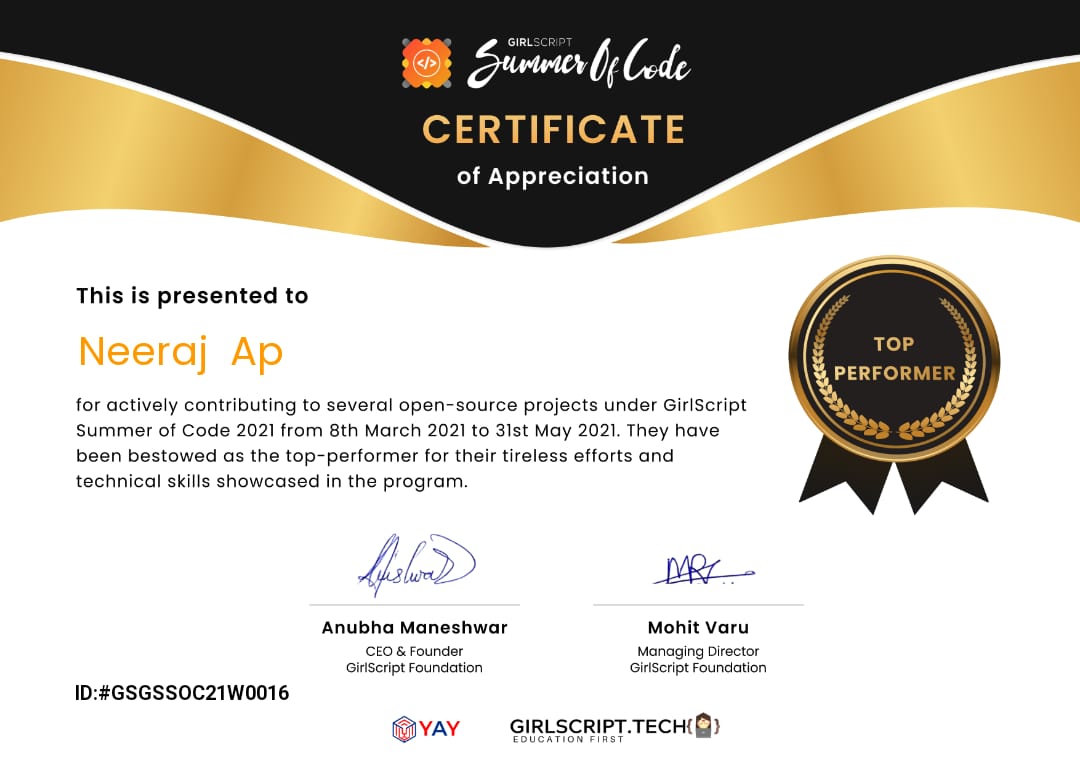 GIRLSCRIPT
Summer Of Code
CERTIFICATE
of Appreciation
This is presented to
Neeraj Ap
TOP
PERFORMER
for actively contributing to several open-source projects under GirlScript
Summer of Code 2021 from 8th March 2021 to 31st May 2021. They have
been bestowed as the top-performer for their tireless efforts and
technical skills showcased in the program.
Anubha Maneshwar
CEO & Founder
GirlScript Foundation
Mohit Varu
Managing Director
GirlScript Foundation
ID:#GSGSSOC21W0016
YAY
GIRLSCRIPT.TECH
EDUCATION FIRST